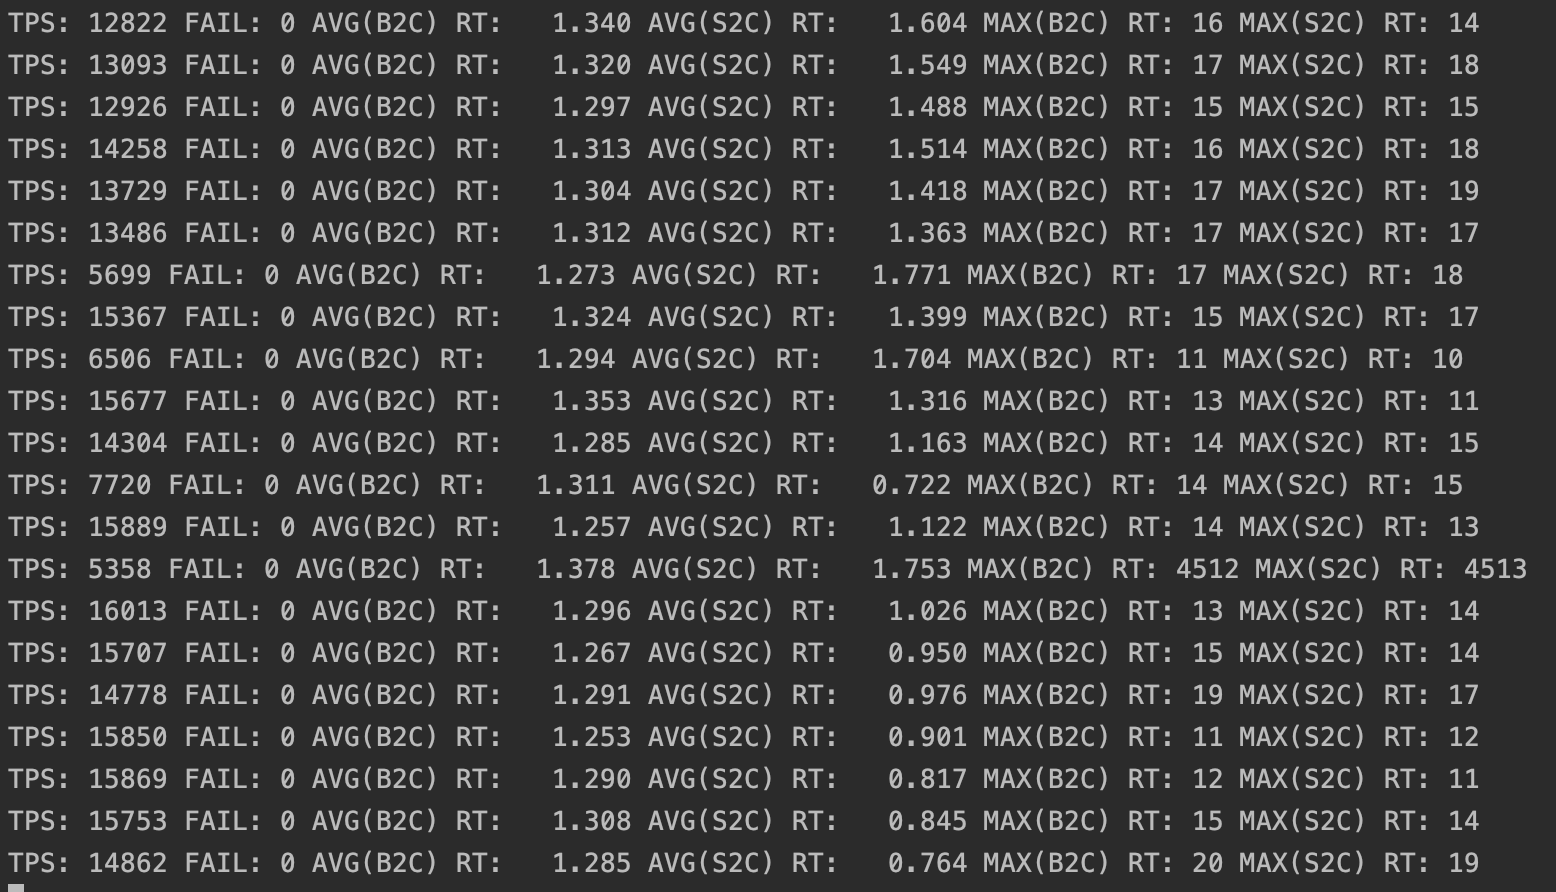 TPS: 12822 FAIL: 0 AVG(B2C) RT:   1.340 AVG(S2C) RT:   1.604 MAX(B2C) RT: 16 MAX(S2C) RT: 14
TPS: 13093 FAIL: 0 AVG(B2C) RT:   1.320 AVG(S2C) RT:   1.549 MAX(B2C) RT: 17 MAX(S2C) RT: 18
TPS: 12926 FAIL: 0 AVG(B2C) RT:   1.297 AVG(S2C) RT:   1.488 MAX(B2C) RT: 15 MAX(S2C) RT: 15
TPS: 14258 FAIL: 0 AVG(B2C) RT:   1.313 AVG(S2C) RT:   1.514 MAX(B2C) RT: 16 MAX(S2C) RT: 18
TPS: 13729 FAIL: 0 AVG(B2C) RT:   1.304 AVG(S2C) RT:   1.418 MAX(B2C) RT: 17 MAX(S2C) RT: 19
TPS: 13486 FAIL: 0 AVG(B2C) RT:   1.312 AVG(S2C) RT:   1.363 MAX(B2C) RT: 17 MAX(S2C) RT: 17
TPS: 5699 FAIL: 0 AVG(B2C) RT:   1.273 AVG(S2C) RT:   1.771 MAX(B2C) RT: 17 MAX(S2C) RT: 18
TPS: 15367 FAIL: 0 AVG(B2C) RT:   1.324 AVG(S2C) RT:   1.399 MAX(B2C) RT: 15 MAX(S2C) RT: 17
TPS: 6506 FAIL: 0 AVG(B2C) RT:   1.294 AVG(S2C) RT:   1.704 MAX(B2C) RT: 11 MAX(S2C) RT: 10
TPS: 15677 FAIL: 0 AVG(B2C) RT:   1.353 AVG(S2C) RT:   1.316 MAX(B2C) RT: 13 MAX(S2C) RT: 11
TPS: 14304 FAIL: 0 AVG(B2C) RT:   1.285 AVG(S2C) RT:   1.163 MAX(B2C) RT: 14 MAX(S2C) RT: 15
TPS: 7720 FAIL: 0 AVG(B2C) RT:   1.311 AVG(S2C) RT:   0.722 MAX(B2C) RT: 14 MAX(S2C) RT: 15
TPS: 15889 FAIL: 0 AVG(B2C) RT:   1.257 AVG(S2C) RT:   1.122 MAX(B2C) RT: 14 MAX(S2C) RT: 13
TPS: 5358 FAIL: 0 AVG(B2C) RT:   1.378 AVG(S2C) RT:   1.753 MAX(B2C) RT: 4512 MAX(S2C) RT: 4513
TPS: 16013 FAIL: 0 AVG(B2C) RT:   1.296 AVG(S2C) RT:   1.026 MAX(B2C) RT: 13 MAX(S2C) RT: 14
TPS: 15707 FAIL: 0 AVG(B2C) RT:   1.267 AVG(S2C) RT:   0.950 MAX(B2C) RT: 15 MAX(S2C) RT: 14
TPS: 14778 FAIL: 0 AVG(B2C) RT:   1.291 AVG(S2C) RT:   0.976 MAX(B2C) RT: 19 MAX(S2C) RT: 17
TPS: 15850 FAIL: 0 AVG(B2C) RT:   1.253 AVG(S2C) RT:   0.901 MAX(B2C) RT: 11 MAX(S2C) RT: 12
TPS: 15869 FAIL: 0 AVG(B2C) RT:   1.290 AVG(S2C) RT:   0.817 MAX(B2C) RT: 12 MAX(S2C) RT: 11
TPS: 15753 FAIL: 0 AVG(B2C) RT:   1.308 AVG(S2C) RT:   0.845 MAX(B2C) RT: 15 MAX(S2C) RT: 14
TPS: 14862 FAIL: 0 AVG(B2C) RT:   1.285 AVG(S2C) RT:   0.764 MAX(B2C) RT: 20 MAX(S2C) RT: 19